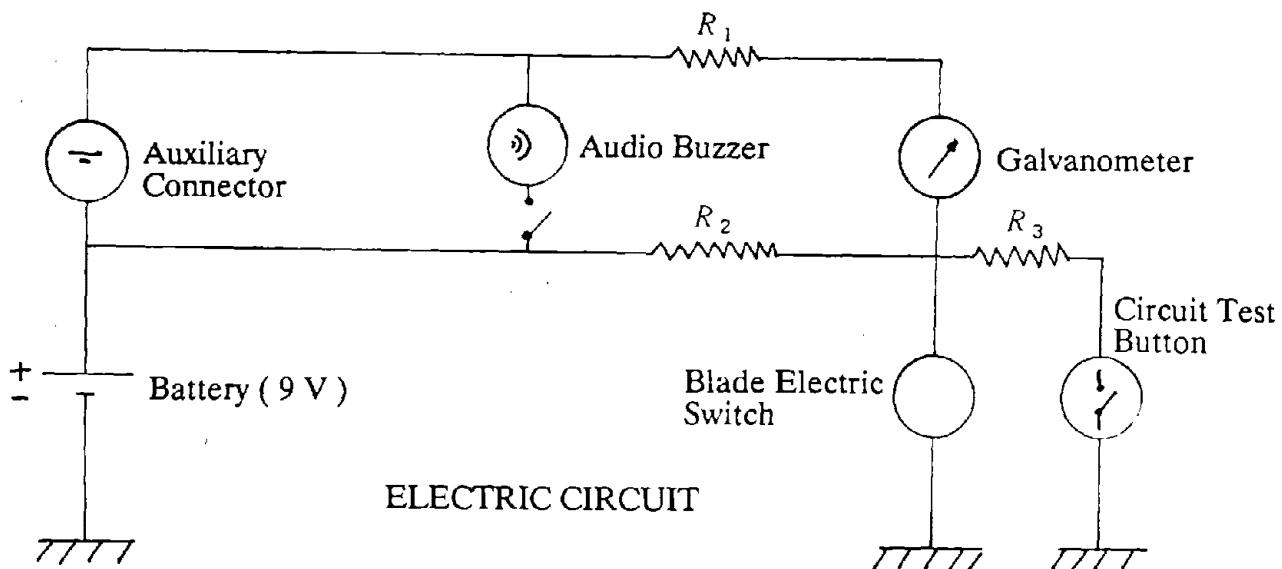 R1
Auxiliary
Connector
Audio Buzzer
Galvanometer
R2
R3
Circuit Test
Button
+
-
Battery ( 9 V )
Blade Electric
Switch
ELECTRIC CIRCUIT